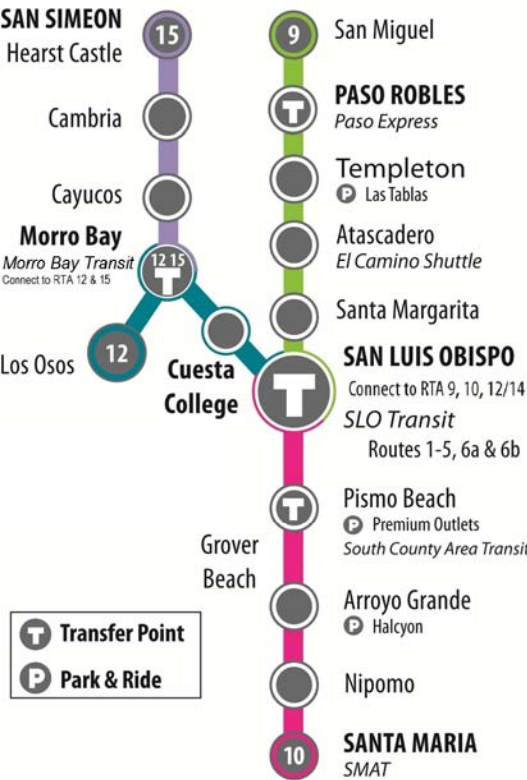 SAN SIMEON
Hearst Castle
15
Cambria
Cayucos
Morro Bay
Morro Bay Transit
Connect to RTA 12 & 15
12 15
T
Los Osos
12
Cuesta
College
9
San Miguel
T
PASO ROBLES
Paso Express
Templeton
P Las Tablas
Atascadero
El Camino Shuttle
Santa Margarita
T
SAN LUIS OBISPO
Connect to RTA 9, 10, 12/14
SLO Transit
Routes 1-5, 6a & 6b
T
Pismo Beach
P Premium Outlets
South County Area Transit
Grover
Beach
Arroyo Grande
P Halcyon
Nipomo
10
SANTA MARIA
SMAT
T Transfer Point
P Park & Ride